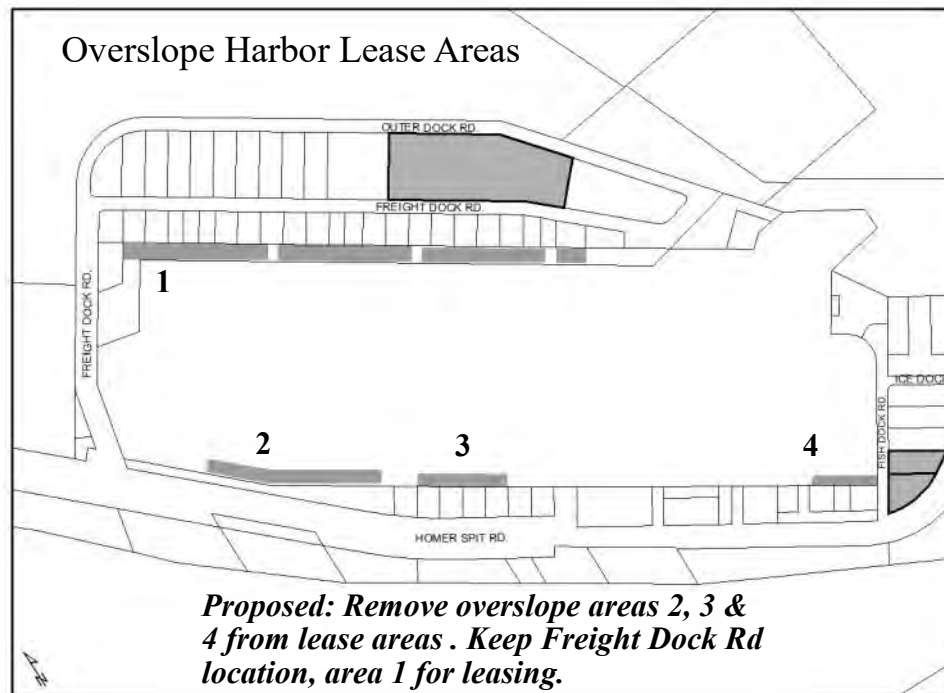 Overslope Harbor Lease Areas
OUTER DOCK RD.
FREIGHT DOCK RD.
1
FREIGHT DOCK RD.
ICE DOCK
2
3
4
FISH DOCK RD
HOMER SPIT RD.
Proposed: Remove overslope areas 2, 3 &
4 from lease areas . Keep Freight Dock Rd
location, area 1 for leasing.
N